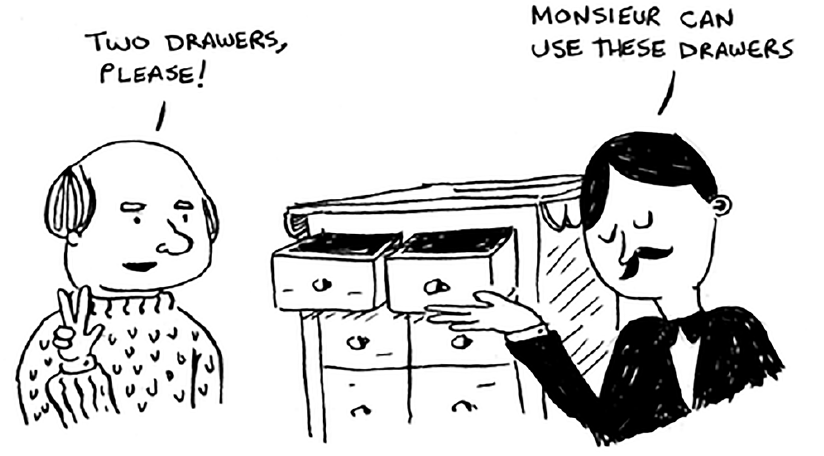 TWO DRAWERS,
PLEASE!
MONSIEUR CAN
USE THESE DRAWERS